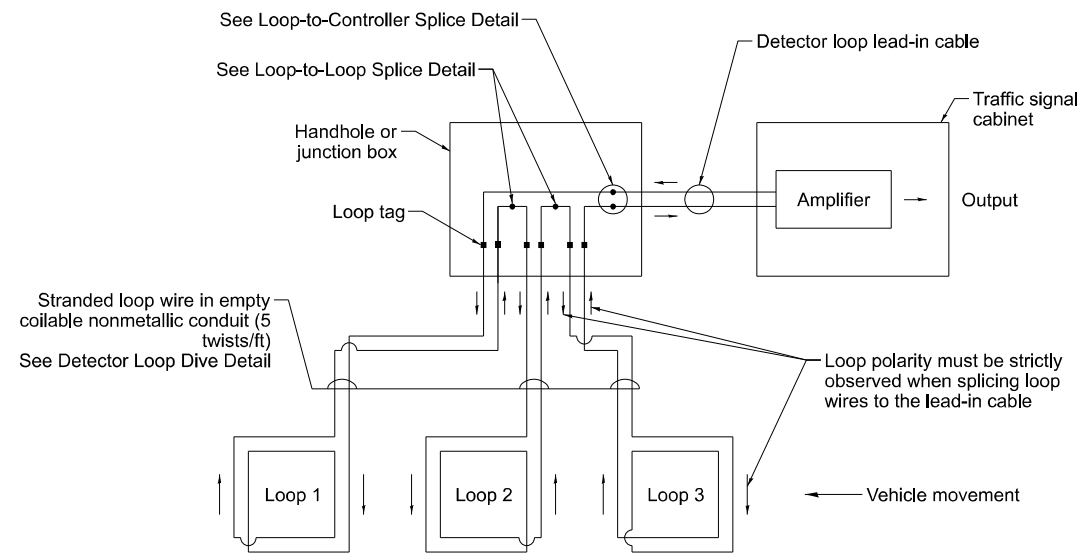 See Loop-to-Controller Splice Detail
Detector loop lead-in cable
See Loop-to-Loop Splice Detail
Traffic signal
cabinet
Handhole or
junction box
Amplifier
Output
Loop tag
Stranded loop wire in empty
coilable nonmetallic conduit (5
twists/ft)
See Detector Loop Dive Detail
Loop polarity must be strictly
observed when splicing loop
wires to the lead-in cable
Loop 1
Loop 2
Loop 3
Vehicle movement